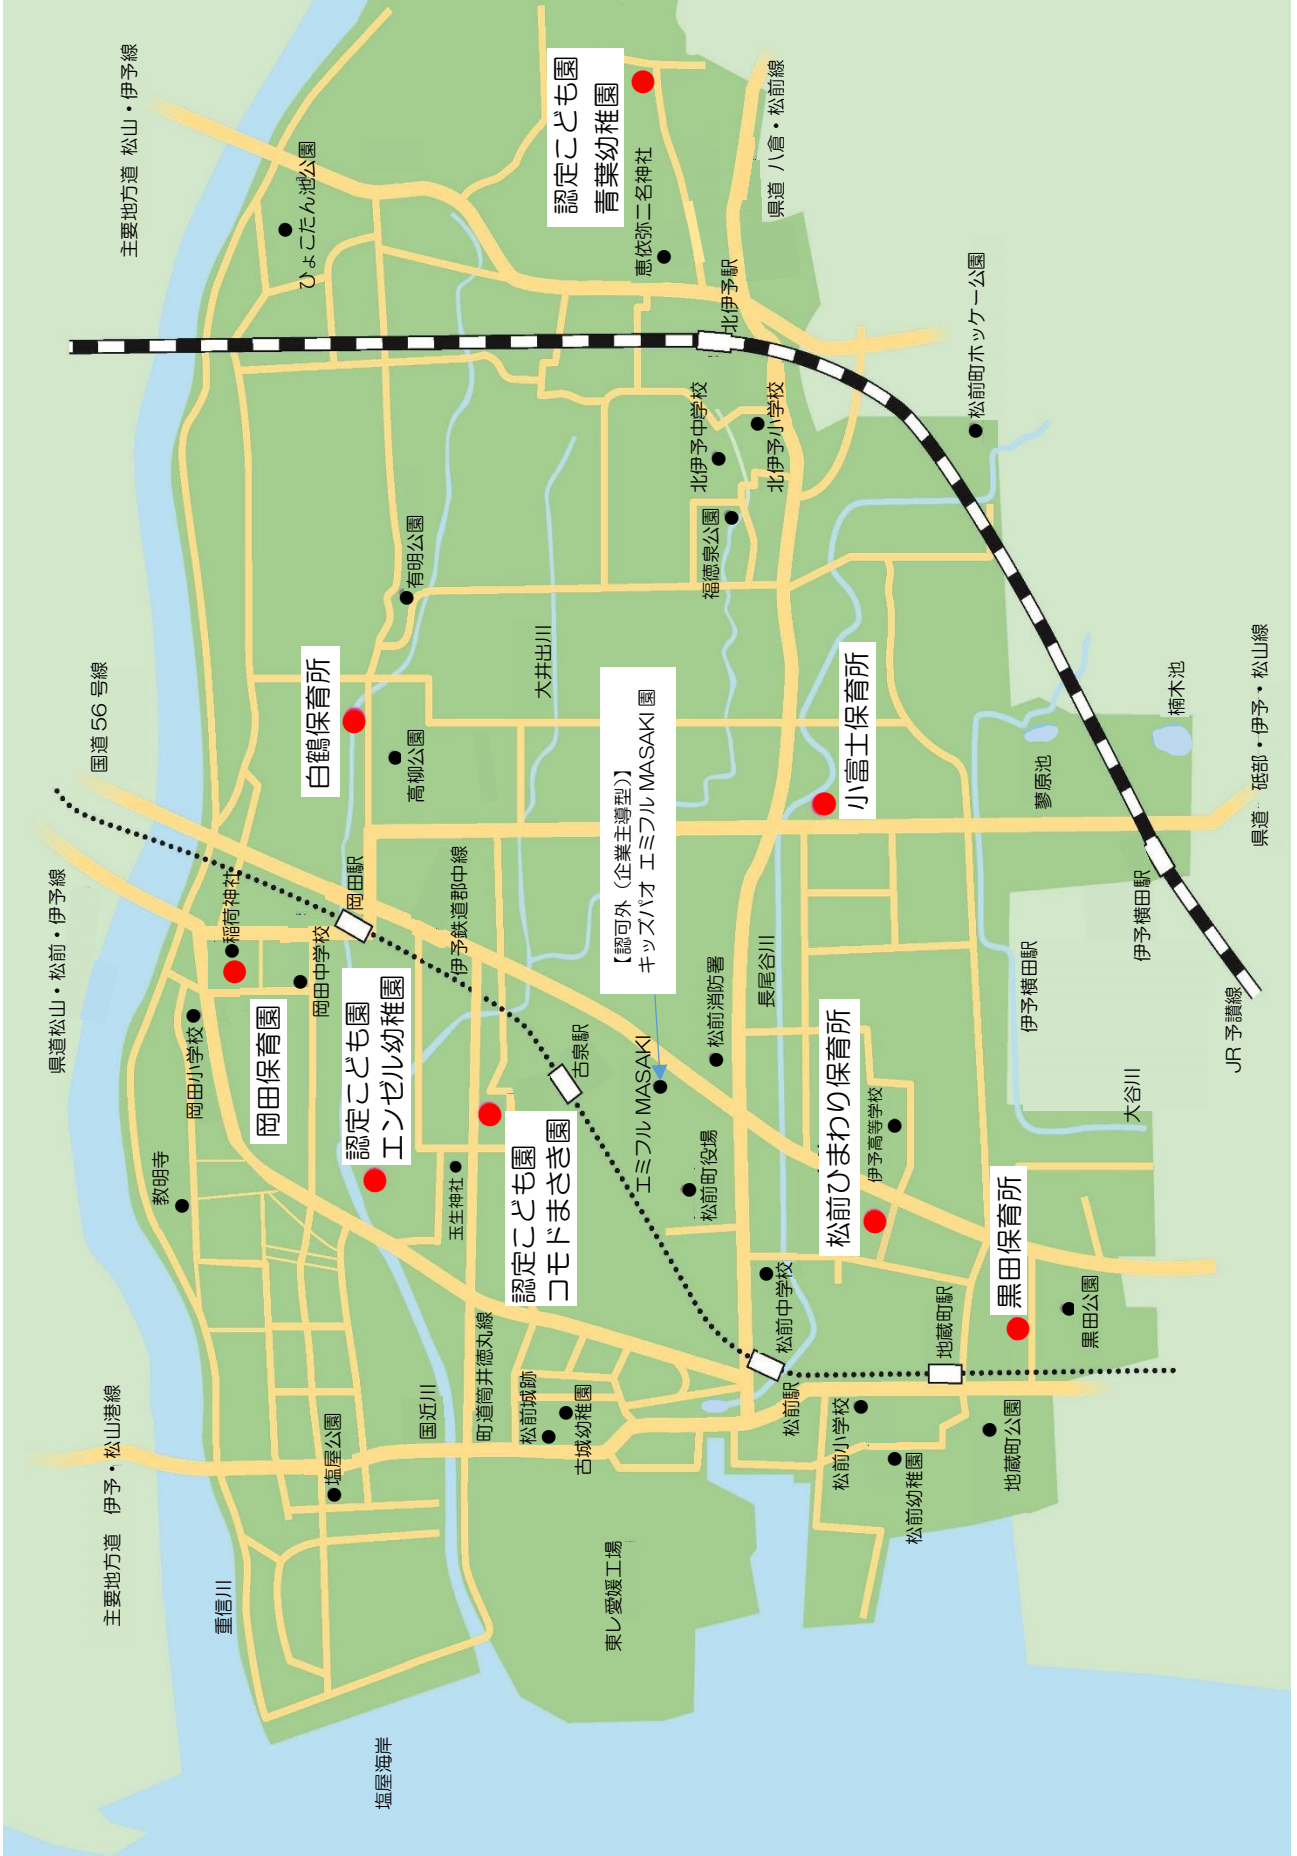 県道松山・松前・伊予線
国道56号線
主要地方道　伊予・松山港線
主要地方道 松山・伊予線
教明寺
岡田小学校
重信川
稲荷神社
岡田保育園
ひょこたん池公園
岡田中学校
白鶴保育所
塩屋公園
岡田駅
認定こども園
エンゼル幼稚園
塩屋海岸
高柳公園
有明公園
国近川
玉生神社
伊予鉄道郡中線
町道筒井徳丸線
認定こども園
コモドまさき園
松前城跡
大井出川
認定こども園
青葉幼稚園
古城幼稚園
古泉駅
東レ愛媛工場
【認可外（企業主導型）】
キッズパオ エミフル MASAKI 園
エミフル MASAKI
恵依弥二名神社
北伊予中学校
松前町役場
松前消防署
福徳泉公園
北伊予駅
長尾谷川
北伊予小学校
県道 八倉・松前線
松前中学校
松前駅
松前ひまわり保育所
松前小学校
小富士保育所
伊予高等学校
松前幼稚園
地蔵町駅
松前町ホッケー公園
黒田保育所
地蔵町公園
伊予横田駅
蓼原池
黒田公園
大谷川
伊予横田駅
楠木池
JR 予讃線
県道　砥部・伊予・松山線